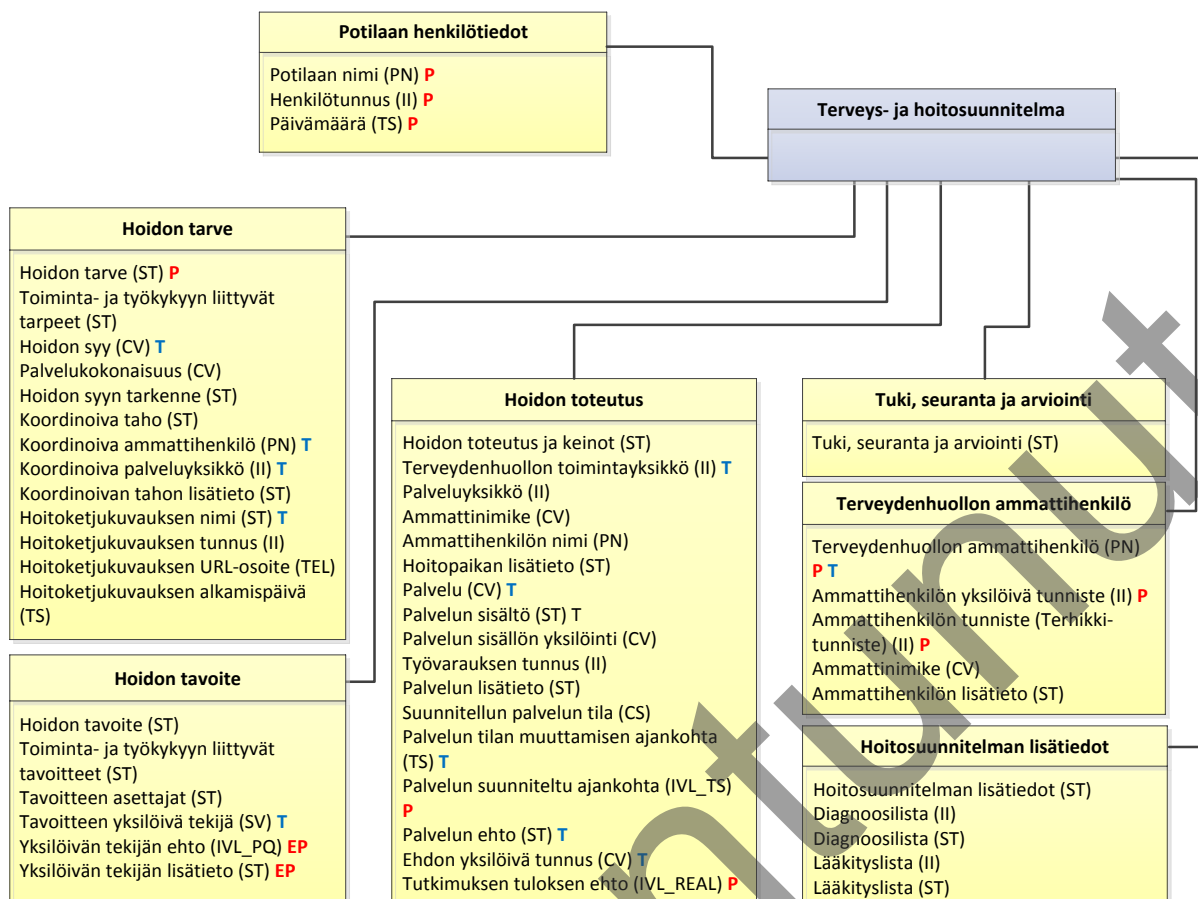 Potilaan henkilötiedot
Potilaan nimi (PN) P
Henkilötunnus (II) P
Päivämäärä (TS) P
Terveys- ja hoitosuunnitelma
Hoidon tarve
Hoidon tarve (ST) P
Toiminta- ja työkykyyn liittyvät
tarpeet (ST)
Hoidon syy (CV) T
Palvelukokonaisuus (CV)
Hoidon syyn tarkenne (ST)
Koordinoiva taho (ST)
Koordinoiva ammattihenkilö (PN) T
Koordinoiva palveluyksikkö (II) T
Koordinoivan tahon lisätieto (ST)
Hoitoketjukuvauksen nimi (ST) T
Hoitoketjukuvauksen tunnus (II)
Hoitoketjukuvauksen URL-osoite (TEL)
Hoitoketjukuvauksen alkamispäivä
(TS)
Hoidon tavoite
Hoidon tavoite (ST)
Toiminta- ja työkykyyn liittyvät
tavoitteet (ST)
Tavoitteen asettajat (ST)
Tavoitteen yksilöivä tekijä (SV) T
Yksilöivän tekijän ehto (IVL_PQ) EP
Yksilöivän tekijän lisätieto (ST) EP
Hoidon toteutus
Hoidon toteutus ja keinot (ST)
Terveydenhuollon toimintayksikkö (II) T
Palveluyksikkö (II)
Ammattinimike (CV)
Ammattihenkilön nimi (PN)
Hoitopaikan lisätieto (ST)
Palvelu (CV) T
Palvelun sisältö (ST) T
Palvelun sisällön yksilöinti (CV)
Työvarauksen tunnus (II)
Palvelun lisätieto (ST)
Suunnitellun palvelun tila (CS)
Palvelun tilan muuttamisen ajankohta
(TS) T
Palvelun suunniteltu ajankohta (IVL_TS)
P
Palvelun ehto (ST) T
Ehdon yksilöivä tunnus (CV) T
Tutkimuksen tuloksen ehto (IVL_REAL) P
Tuki, seuranta ja arviointi
Tuki, seuranta ja arviointi (ST)
Terveydenhuollon ammattihenkilö
Terveydenhuollon ammattihenkilö (PN)
P T
Ammattihenkilön yksilöivä tunniste (II) P
Ammattihenkilön tunniste (Terhikki-
tunniste) (II) P
Ammattinimike (CV)
Ammattihenkilön lisätieto (ST)
Hoitosuunnitelman lisätiedot
Hoitosuunnitelman lisätiedot (ST)
Diagnoosilista (II)
Diagnoosilista (ST)
Lääkityslista (II)
Lääkityslista (ST)
ntunut